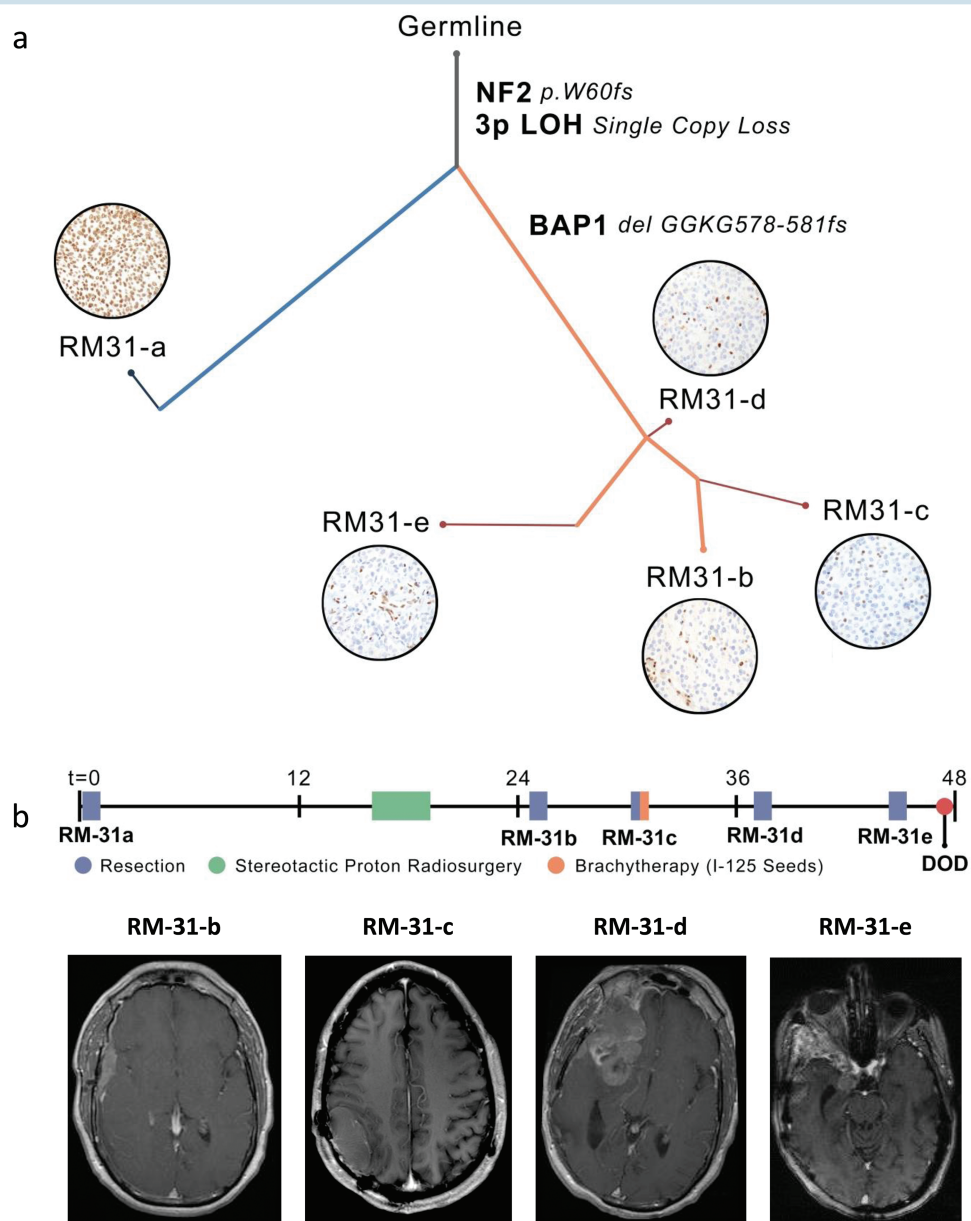 a
Germline
NF2 p.W60fs
3p LOH Single Copy Loss
BAP1 del GGKG578-581fs
RM31-a
RM31-d
RM31-e
RM31-c
RM31-b
b
t=0 12 24 36 48
RM-31a RM-31b RM-31c RM-31d RM-31e
DOD
Resection Stereotactic Proton Radiosurgery Brachytherapy (I-125 Seeds)
RM-31-b RM-31-c RM-31-d RM-31-e